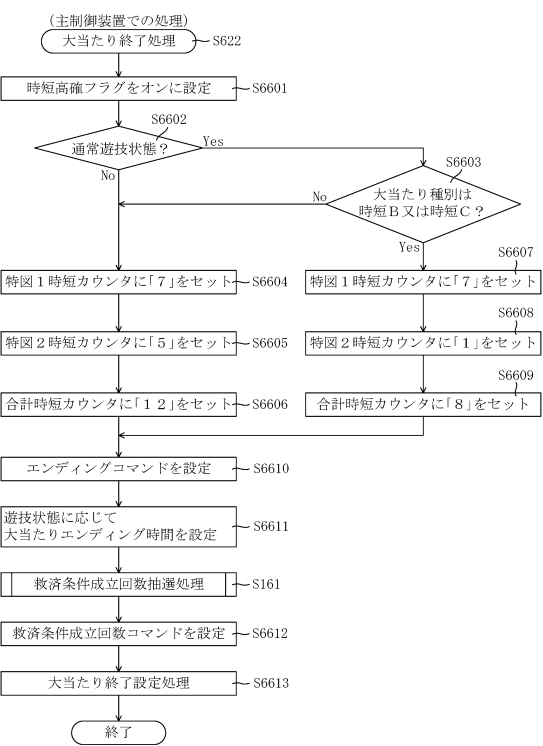 （主制御装置での処理）
大当たり終了処理
S622
時短高確フラグをオンに設定
S6601
S6602
通常遊技状態？
Yes
No
S6603
大当たり種別は
時短Ｂ又は時短Ｃ？
No
Yes
特図１時短カウンタに「７」をセット
S6604
S6607
特図１時短カウンタに「７」をセット
特図２時短カウンタに「５」をセット
S6605
S6608
特図２時短カウンタに「１」をセット
合計時短カウンタに「１２」をセット
S6606
S6609
合計時短カウンタに「８」をセット
エンディングコマンドを設定
S6610
遊技状態に応じて
大当たりエンディング時間を設定
S6611
救済条件成立回数抽選処理
S161
救済条件成立回数コマンドを設定
S6612
大当たり終了設定処理
S6613
終了